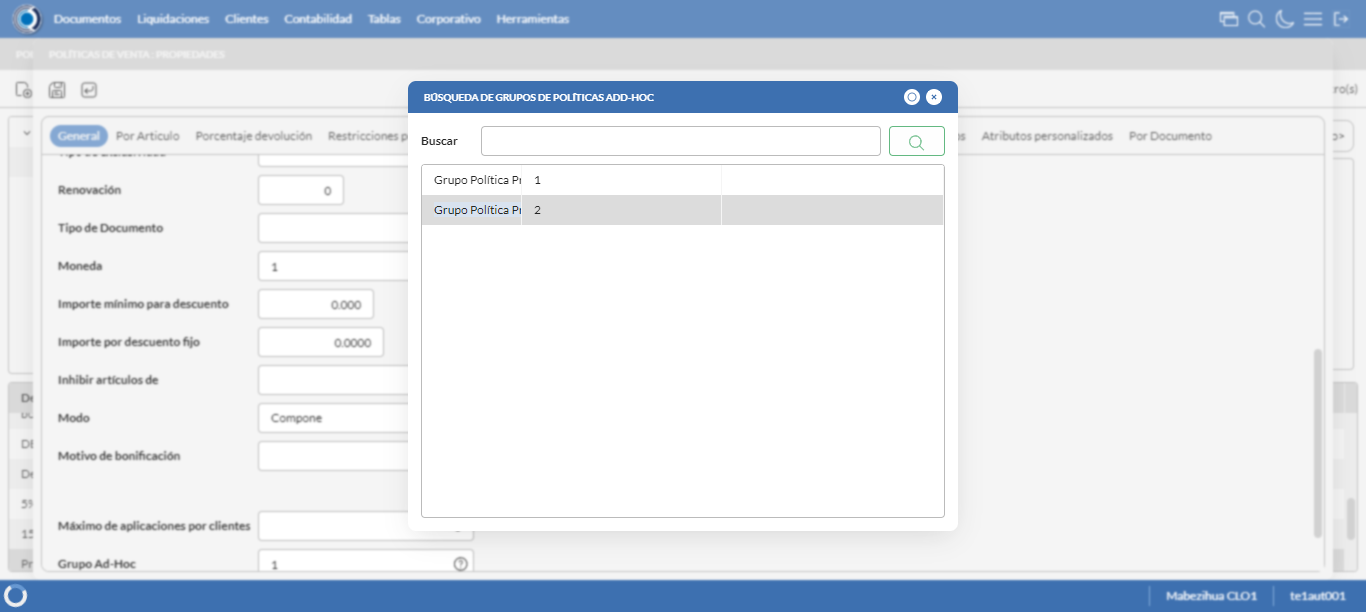 Documentos Liquidaciones Clientes Contabilidad Tablas Corporativo Herramientas
POLÍTICAS DE VENTA : PROPIEDADES
BÚSQUEDA DE GRUPOS DE POLÍTICAS ADD-HOC
Buscar
Grupo Política Pr 1
Grupo Política Pr 2
General Por Artículo Porcentaje devolución Restricciones p
Atributos personalizados Por Documento
Renovación 0
Tipo de Documento
Moneda 1
Importe mínimo para descuento 0.000
Importe por descuento fijo 0.0000
Inhibir artículos de
Modo Compone
Motivo de bonificación
Máximo de aplicaciones por clientes
Grupo Ad-Hoc 1
Mabezihua CLO1 te1aut001